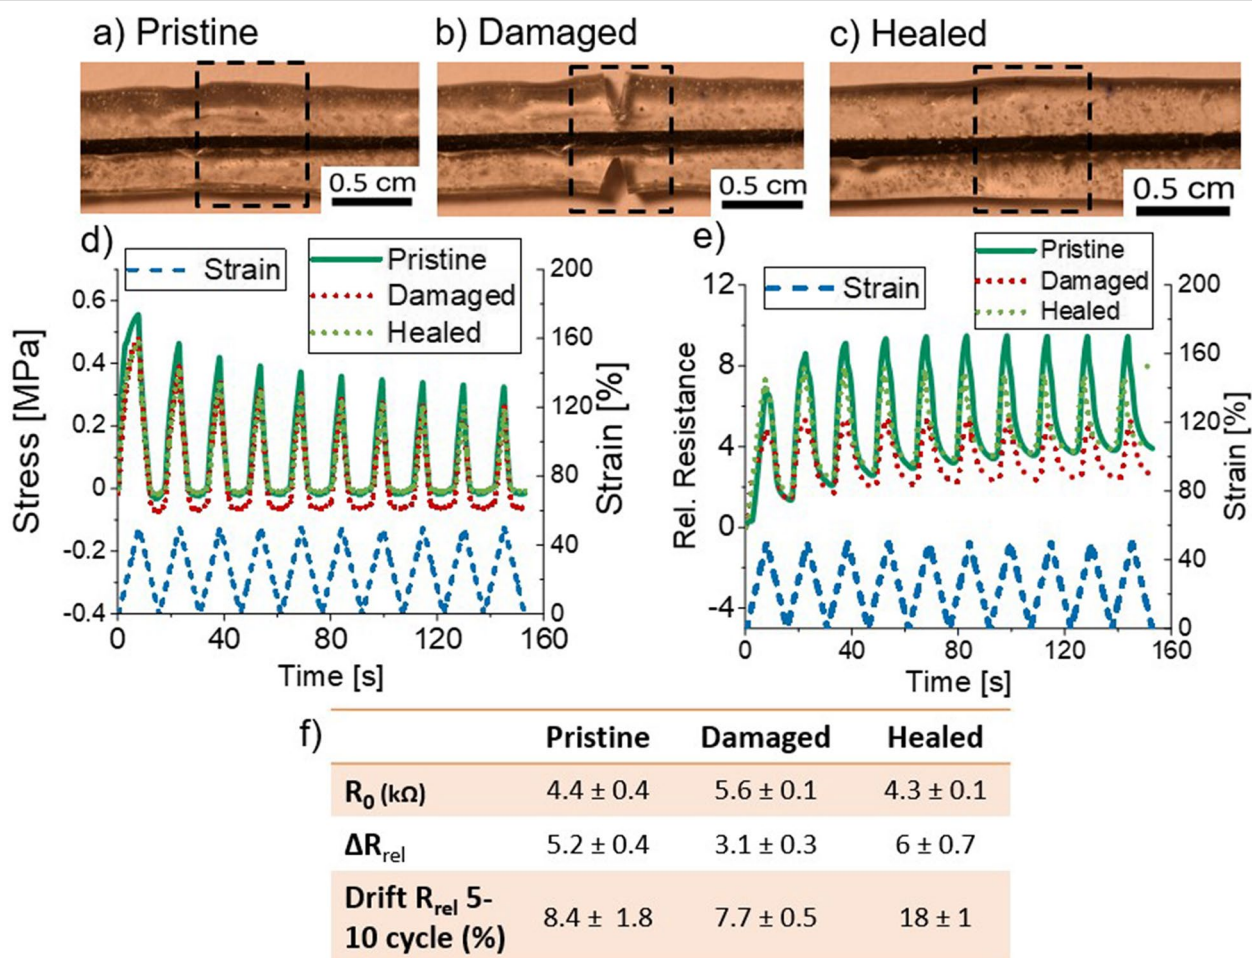 a) Pristine
b) Damaged
c) Healed
0.5 cm
0.5 cm
0.5 cm
d)
Strain
Pristine
Damaged
Healed
Stress [MPa]
0.6
0.4
0.2
0
-0.2
-0.4
200
160
120
80
40
0
Strain [%]
0
40
80
120
160
Time [s]
e)
Strain
Pristine
Damaged
Healed
Rel. Resistance
12
8
4
0
-4
200
160
120
80
40
0
Strain [%]
0
40
80
120
160
Time [s]
f)
Pristine Damaged Healed
R0 (kΩ) 4.4 ± 0.4 5.6 ± 0.1 4.3 ± 0.1
ΔRrel 5.2 ± 0.4 3.1 ± 0.3 6 ± 0.7
Drift Rrel 5-
10 cycle (%) 8.4 ± 1.8 7.7 ± 0.5 18 ± 1